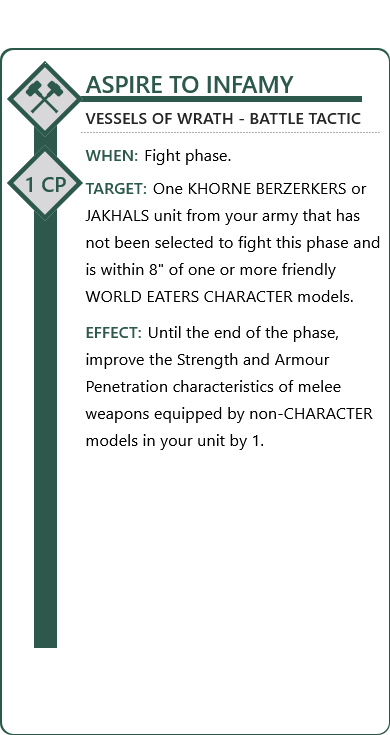 ASPIRE TO INFAMY
VESSELS OF WRATH - BATTLE TACTIC
WHEN: Fight phase.
1 CP
TARGET: One KHORNE BERZERKERS or
JAKHALS unit from your army that has
not been selected to fight this phase and
is within 8" of one or more friendly
WORLD EATERS CHARACTER models.
EFFECT: Until the end of the phase,
improve the Strength and Armour
Penetration characteristics of melee
weapons equipped by non-CHARACTER
models in your unit by 1.